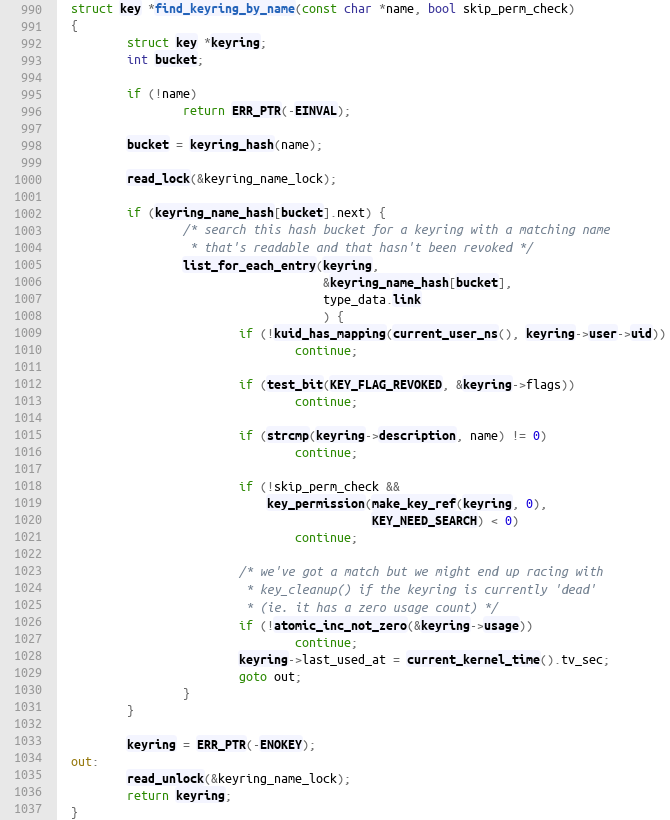 990 struct key *find_keyring_by_name(const char *name, bool skip_perm_check)
991 {
992         struct key *keyring;
993         int bucket;
994
995         if (!name)
996                 return ERR_PTR(-EINVAL);
997
998         bucket = keyring_hash(name);
999
1000         read_lock(&keyring_name_lock);
1001
1002         if (keyring_name_hash[bucket].next) {
1003                 /* search this hash bucket for a keyring with a matching name
1004                  * that's readable and that hasn't been revoked */
1005                 list_for_each_entry(keyring,
1006                                     &keyring_name_hash[bucket],
1007                                     type_data.link
1008                                     ) {
1009                         if (!kuid_has_mapping(current_user_ns(), keyring->user->uid))
1010                                 continue;
1011
1012                         if (test_bit(KEY_FLAG_REVOKED, &keyring->flags))
1013                                 continue;
1014
1015                         if (strcmp(keyring->description, name) != 0)
1016                                 continue;
1017
1018                         if (!skip_perm_check &&
1019                             key_permission(make_key_ref(keyring, 0),
1020                                            KEY_NEED_SEARCH) < 0)
1021                                 continue;
1022
1023                         /* we've got a match but we might end up racing with
1024                          * key_cleanup() if the keyring is currently 'dead'
1025                          * (ie. it has a zero usage count) */
1026                         if (!atomic_inc_not_zero(&keyring->usage))
1027                                 continue;
1028                         keyring->last_used_at = current_kernel_time().tv_sec;
1029                         goto out;
1030                 }
1031         }
1032
1033         keyring = ERR_PTR(-ENOKEY);
1034 out:
1035         read_unlock(&keyring_name_lock);
1036         return keyring;
1037 }